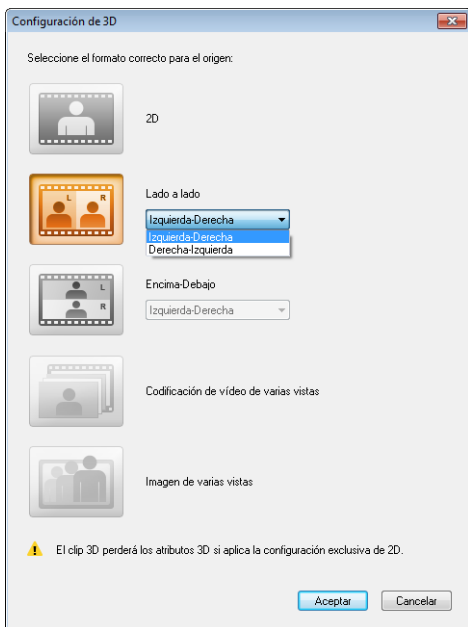 Configuración de 3D
Seleccione el formato correcto para el origen:
2D
L R
Lado a lado
Izquierda-Derecha
Izquierda-Derecha
Derecha-Izquierda
L
R
Encima-Debajo
Izquierda-Derecha
Codificación de vídeo de varias vistas
Imagen de varias vistas
El clip 3D perderá los atributos 3D si aplica la configuración exclusiva de 2D.
Aceptar Cancelar